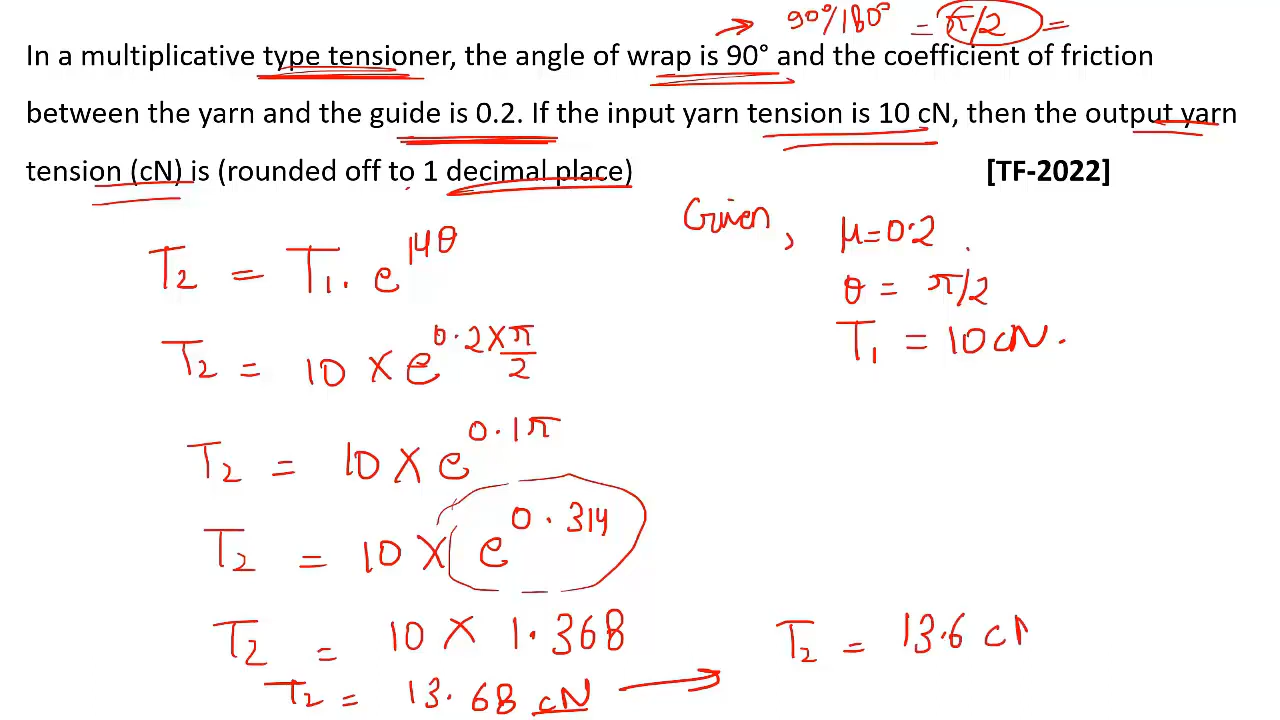 90°/180° = π/2 =
In a multiplicative type tensioner, the angle of wrap is 90° and the coefficient of friction
between the yarn and the guide is 0.2. If the input yarn tension is 10 cN, then the output yarn
tension (cN) is (rounded off to 1 decimal place) [TF-2022]
Given, μ=0.2
θ = π/2
T₁ = 10 cN.
T₂ = T₁. e^μθ
T₂ = 10 × e^0.2×π/2
T₂ = 10 × e^0.1π
T₂ = 10 × e^0.314
T₂ = 10 × 1.368
T₂ = 13.68 cN
T₂ = 13.6 cN